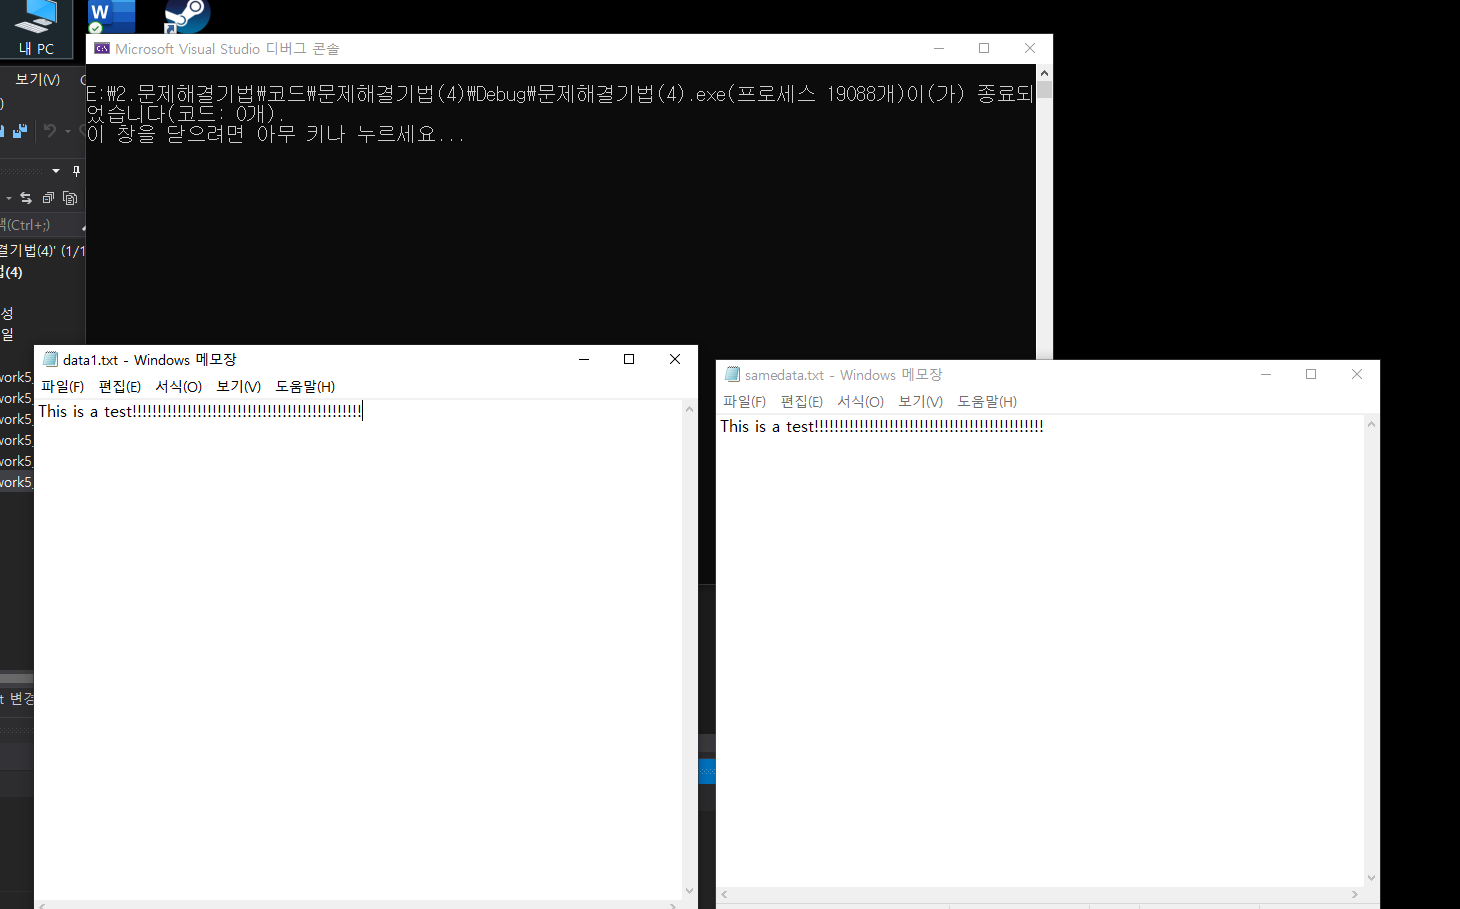 내 PC
보기(V)
Microsoft Visual Studio 디버그 콘솔
E:\2.문제해결기법\코드\문제해결기법(4)\Debug\문제해결기법(4).exe(프로세스 19088개)이(가) 종료되
었습니다(코드: 0개).
이 창을 닫으려면 아무 키나 누르세요...
색(Ctrl+;)
결기법(4)' (1/1
법(4)
성
일
work5_
work5_
work5_
work5_
work5_
work5_
t 변경
data1.txt - Windows 메모장
파일(F) 편집(E) 서식(O) 보기(V) 도움말(H)
This is a test!!!!!!!!!!!!!!!!!!!!!!!!!!!!!!!!!!!!!!!!!!!!!!
samedata.txt - Windows 메모장
파일(F) 편집(E) 서식(O) 보기(V) 도움말(H)
This is a test!!!!!!!!!!!!!!!!!!!!!!!!!!!!!!!!!!!!!!!!!!!!!!